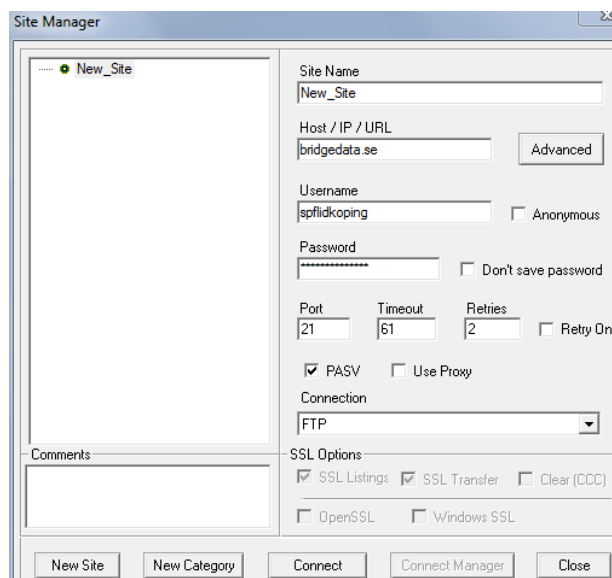 Site Manager
New_Site
Site Name
New_Site
Host / IP / URL
bridgedata.se
Advanced
Username
spflidkoping
Anonymous
Password
**************
Don't save password
Port Timeout Retries
21 61 2
Retry On
PASV Use Proxy
Connection
FTP
Comments
SSL Options
SSL Listings SSL Transfer Clear (CCC)
OpenSSL Windows SSL
New Site New Category Connect Connect Manager Close